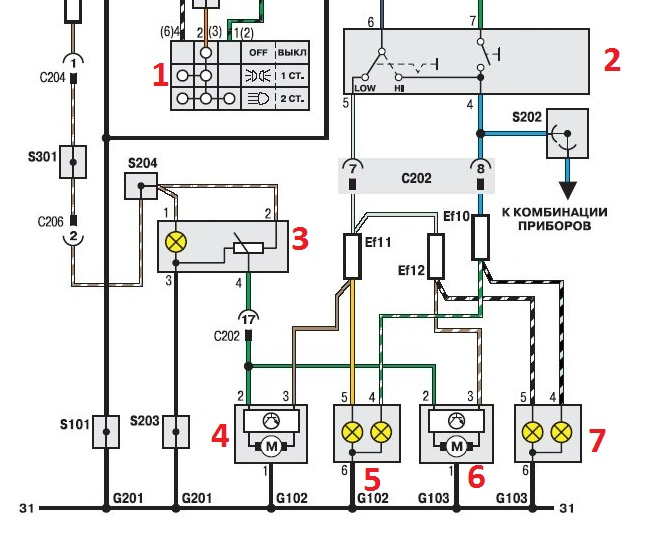 (6)4
2
(3)
1(2)
6
7
OFF
ВЫКЛ
1 СТ.
2 СТ.
1
2
1
C204
LOW
HI
5
4
S202
S301
S204
7
C202
8
К КОМБИНАЦИИ
ПРИБОРОВ
C206
2
1
2
3
Ef11
Ef10
Ef12
3
4
17
C202
2
3
5
4
2
3
5
4
S101
S203
4
M
5
M
6
7
1
6
1
6
31
G201
G201
G102
G102
G103
G103
31